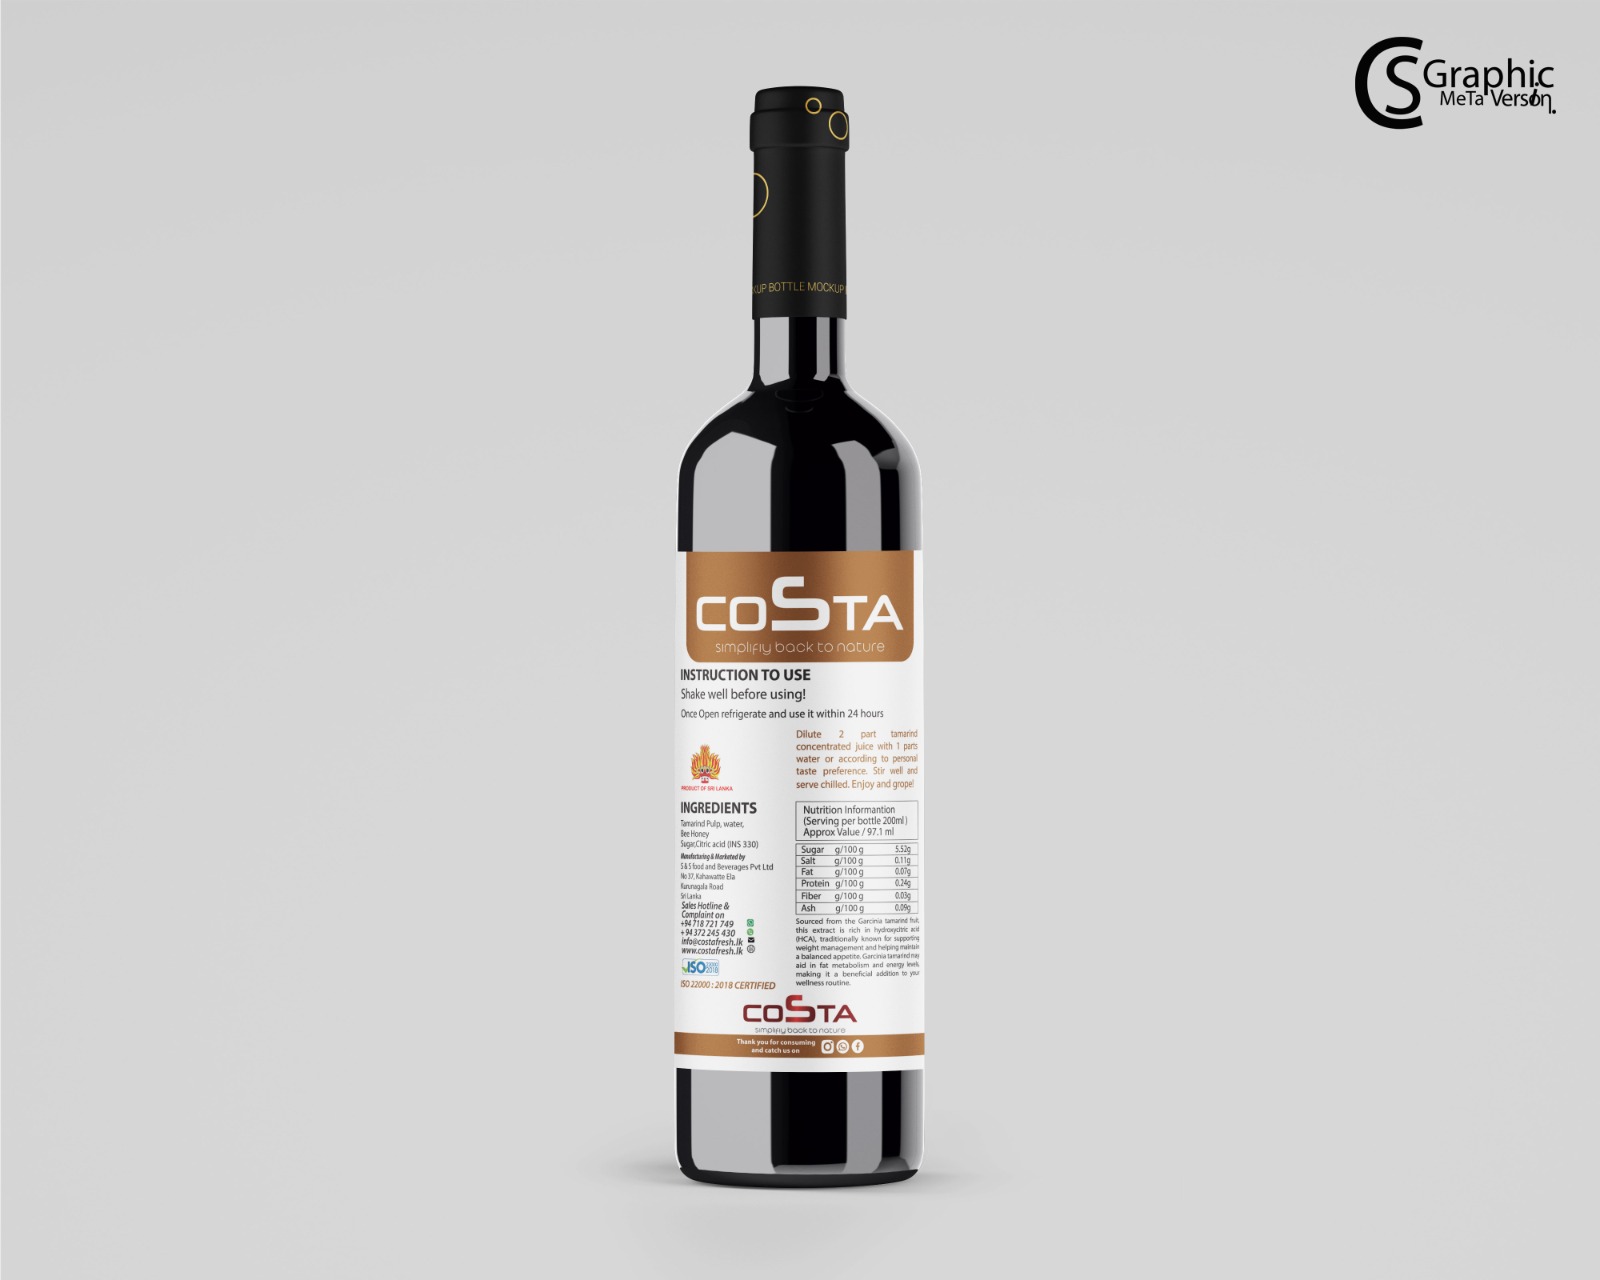 CS Graphic
MeTa Version.
KUP BOTTLE MOCKUP
COSTA
simplifiy back to nature
INSTRUCTION TO USE
Shake well before using!
Once Open refrigerate and use it within 24 hours
Dilute 2 part tamarind
concentrated juice with 1 parts
water or according to personal
taste preference. Stir well and
serve chilled. Enjoy and grope!
PRODUCT OF SRI LANKA
INGREDIENTS
Tamarind Pulp, water,
Bee Honey
Sugar,Citric acid (INS 330)
Manufacturing & Marketed by
S & S food and Beverages Pvt Ltd
No 37, Kahawatte Ela
Kurunagala Road
Sri Lanka
Sales Hotline &
Complaint on
+94 718 721 749
+ 94 372 245 430
info@costafresh.lk
www.costafresh.lk
ISO 22000 2018
ISO 22000 : 2018 CERTIFIED
Nutrition Informantion
(Serving per bottle 200ml )
Approx Value / 97.1 ml
Sugar g/100 g 5.52g
Salt g/100 g 0.11g
Fat g/100 g 0.07g
Protein g/100 g 0.24g
Fiber g/100 g 0.03g
Ash g/100 g 0.09g
Sourced from the Garcinia tamarind fruit,
this extract is rich in hydroxycitric acid
(HCA), traditionally known for supporting
weight management and helping maintain
a balanced appetite. Garcinia tamarind may
aid in fat metabolism and energy levels,
making it a beneficial addition to your
wellness routine.
COSTA
simplifiy back to nature
Thank you for consuming
and catch us on